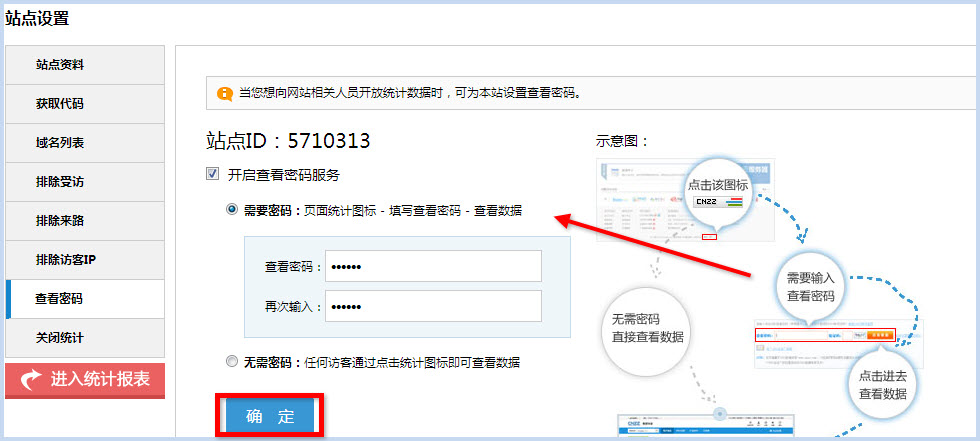 站点设置
站点资料
获取代码
域名列表
排除受访
排除来路
排除访客IP
查看密码
关闭统计
进入统计报表
当您想向网站相关人员开放统计数据时，可为本站设置查看密码。
站点ID：5710313
开启查看密码服务
需要密码：页面统计图标 - 填写查看密码 - 查看数据
查看密码：••••••
再次输入：••••••
无需密码：任何访客通过点击统计图标即可查看数据
确 定
示意图：
点击该图标
CNZZ
需要输入
查看密码
无需密码
直接查看数据
点击进去
查看数据
CNZZ